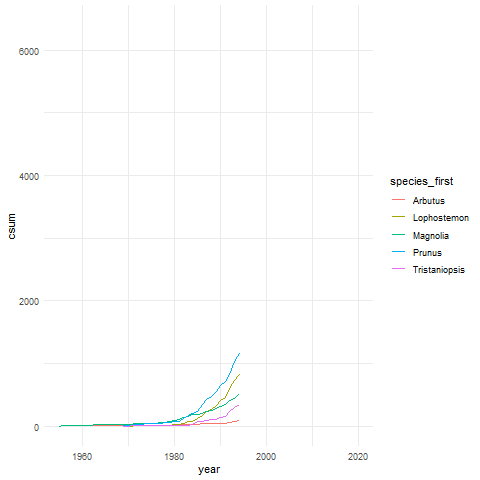 6000
4000
2000
0
csum
1960 1980 2000 2020
year
species_first
Arbutus
Lophostemon
Magnolia
Prunus
Tristaniopsis